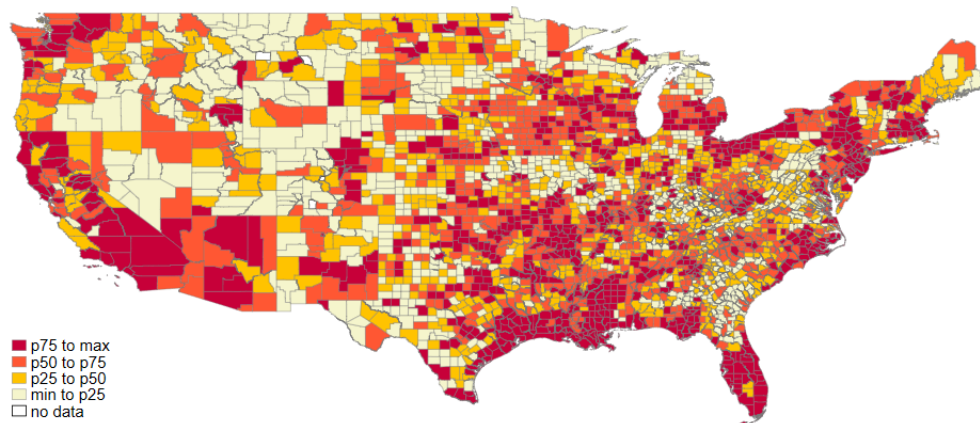 p75 to max
p50 to p75
p25 to p50
min to p25
no data